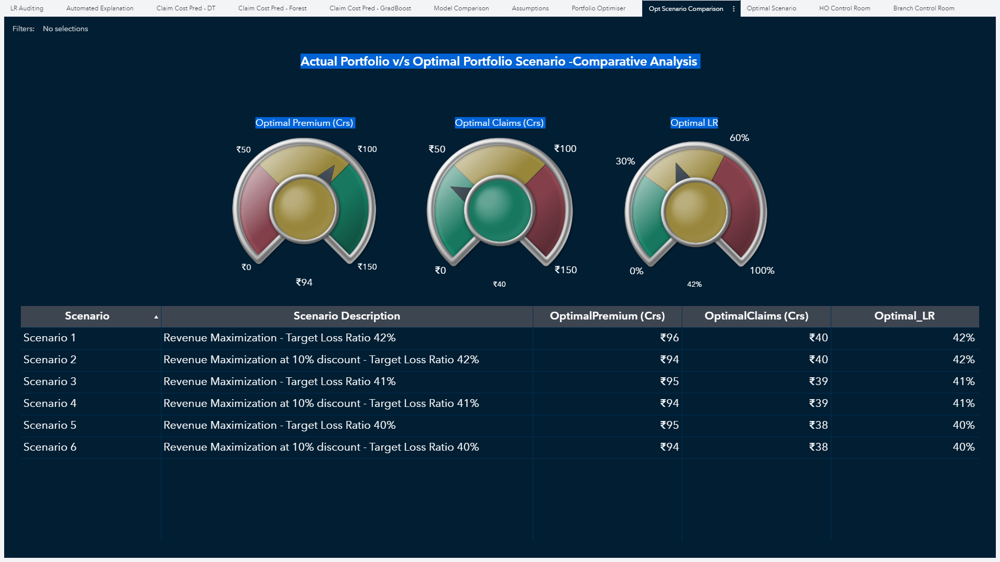 LR Auditing Automated Explanation Claim Cost Pred - DT Claim Cost Pred - Forest Claim Cost Pred - GradBoost Model Comparison Assumptions Portfolio Optimiser Opt Scenario Comparison Optimal Scenario HO Control Room Branch Control Room
Filters: No selections
Actual Portfolio v/s Optimal Portfolio Scenario -Comparative Analysis
Optimal Premium (Crs)
₹50
₹100
₹0
₹150
₹94
Optimal Claims (Crs)
₹50
₹100
₹0
₹150
₹40
Optimal LR
30%
60%
0%
100%
42%
Scenario Scenario Description OptimalPremium (Crs) OptimalClaims (Crs) Optimal_LR
Scenario 1 Revenue Maximization - Target Loss Ratio 42% ₹96 ₹40 42%
Scenario 2 Revenue Maximization at 10% discount - Target Loss Ratio 42% ₹94 ₹40 42%
Scenario 3 Revenue Maximization - Target Loss Ratio 41% ₹95 ₹39 41%
Scenario 4 Revenue Maximization at 10% discount - Target Loss Ratio 41% ₹94 ₹39 41%
Scenario 5 Revenue Maximization - Target Loss Ratio 40% ₹95 ₹38 40%
Scenario 6 Revenue Maximization at 10% discount - Target Loss Ratio 40% ₹94 ₹38 40%